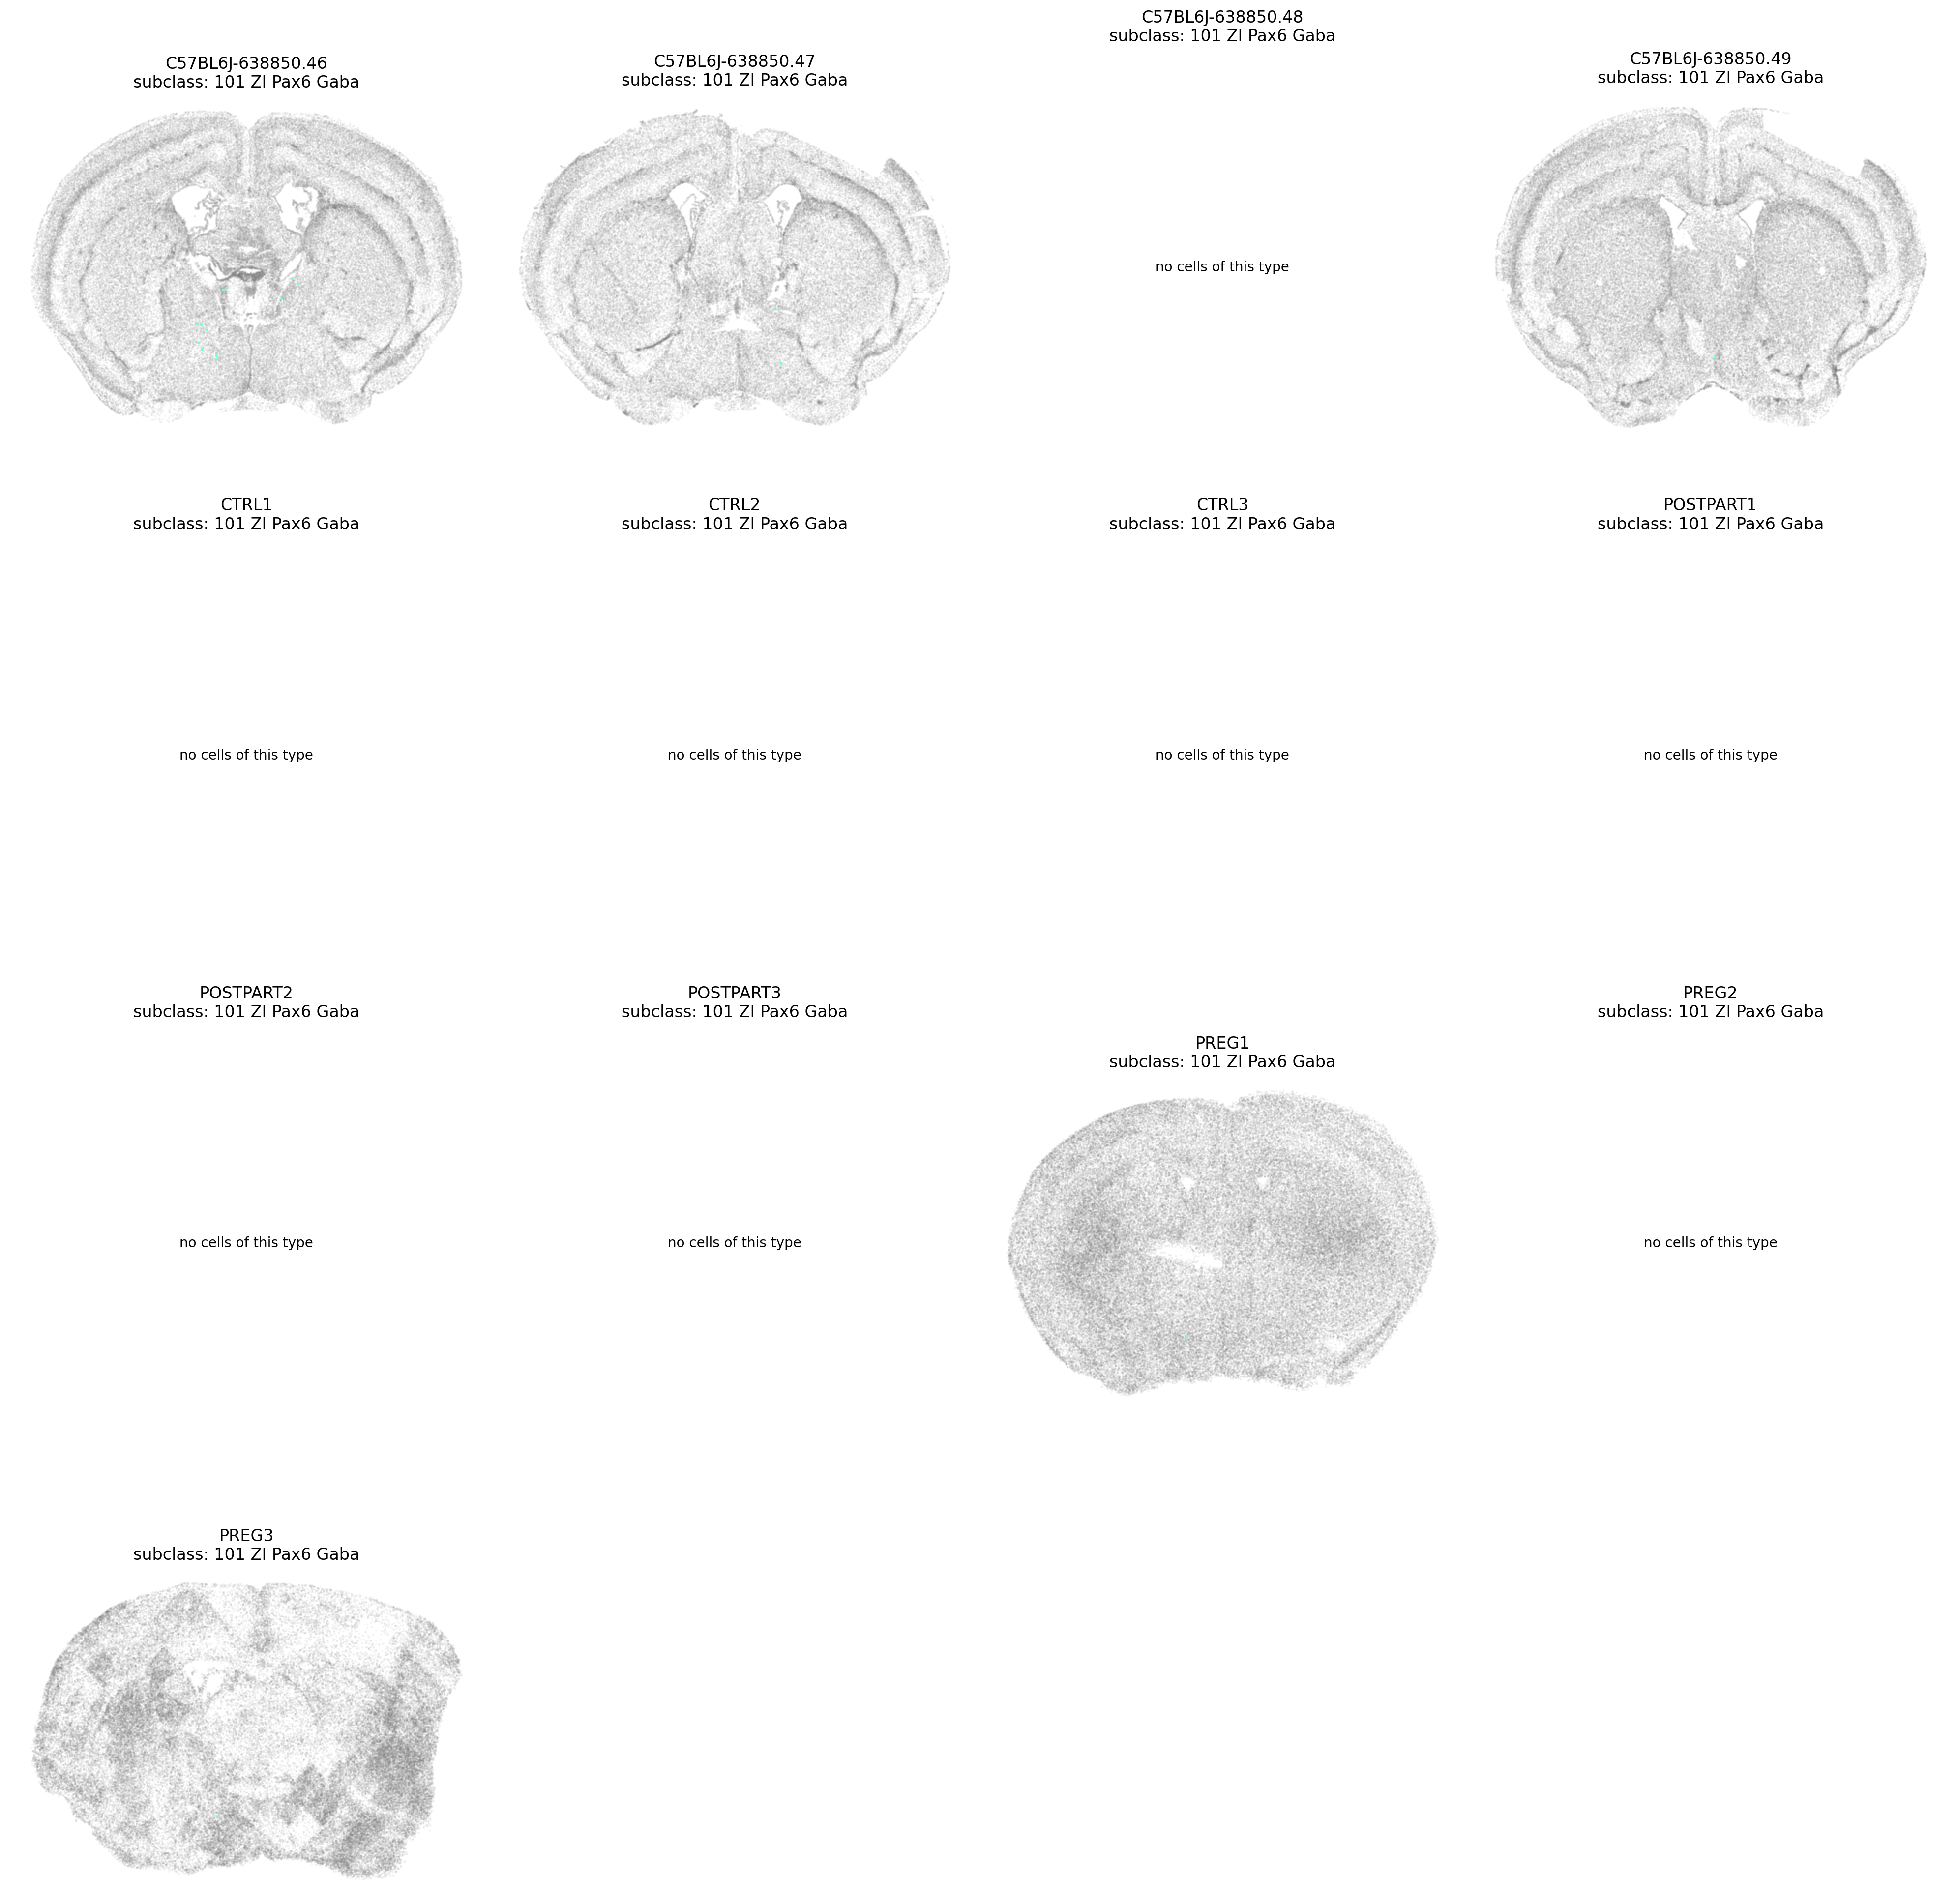 C57BL6J-638850.46
subclass: 101 ZI Pax6 Gaba
C57BL6J-638850.47
subclass: 101 ZI Pax6 Gaba
C57BL6J-638850.48
subclass: 101 ZI Pax6 Gaba
no cells of this type
C57BL6J-638850.49
subclass: 101 ZI Pax6 Gaba
CTRL1
subclass: 101 ZI Pax6 Gaba
no cells of this type
CTRL2
subclass: 101 ZI Pax6 Gaba
no cells of this type
CTRL3
subclass: 101 ZI Pax6 Gaba
no cells of this type
POSTPART1
subclass: 101 ZI Pax6 Gaba
no cells of this type
POSTPART2
subclass: 101 ZI Pax6 Gaba
no cells of this type
POSTPART3
subclass: 101 ZI Pax6 Gaba
no cells of this type
PREG1
subclass: 101 ZI Pax6 Gaba
PREG2
subclass: 101 ZI Pax6 Gaba
no cells of this type
PREG3
subclass: 101 ZI Pax6 Gaba